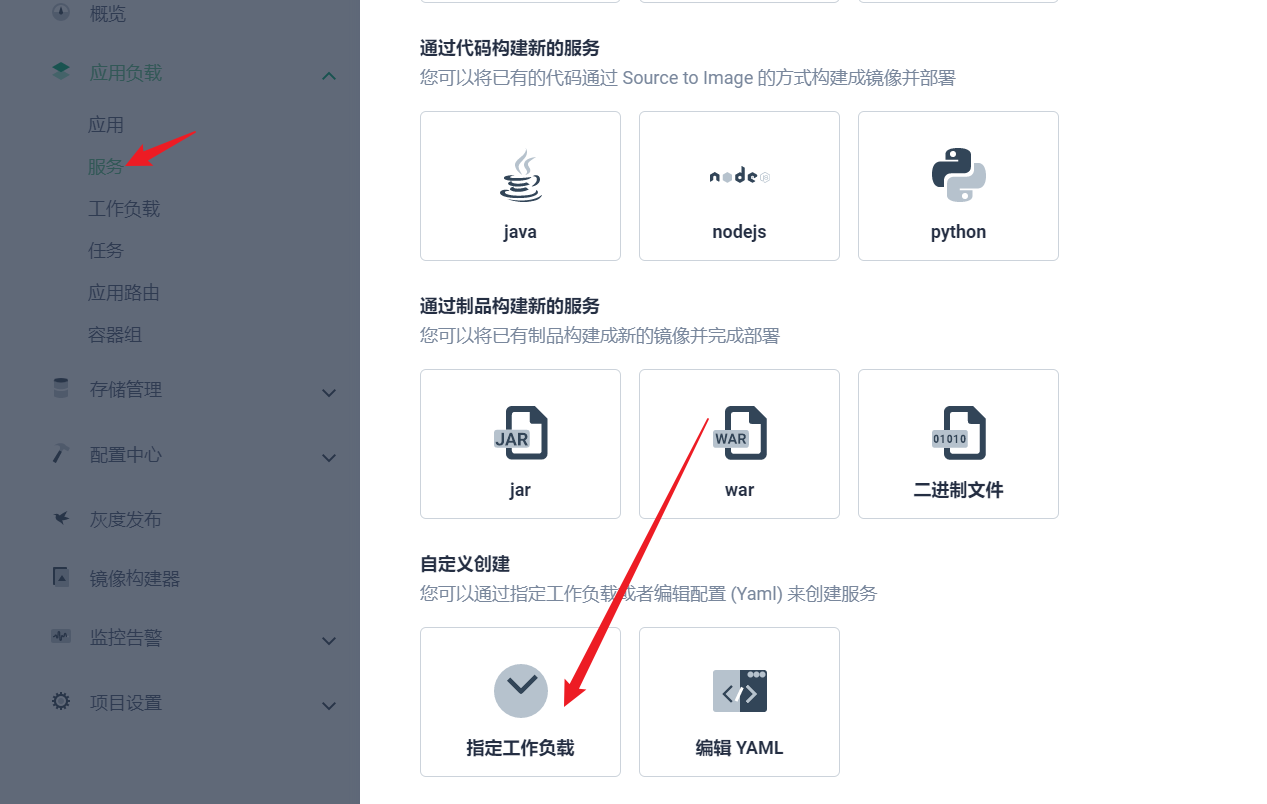 概览
应用负载
应用
服务
工作负载
任务
应用路由
容器组
存储管理
配置中心
灰度发布
镜像构建器
监控告警
项目设置
通过代码构建新的服务
您可以将已有的代码通过 Source to Image 的方式构建成镜像并部署
java
node JS
nodejs
python
通过制品构建新的服务
您可以将已有制品构建成新的镜像并完成部署
JAR
jar
WAR
war
01010
二进制文件
自定义创建
您可以通过指定工作负载或者编辑配置 (Yaml) 来创建服务
指定工作负载
</>
编辑 YAML